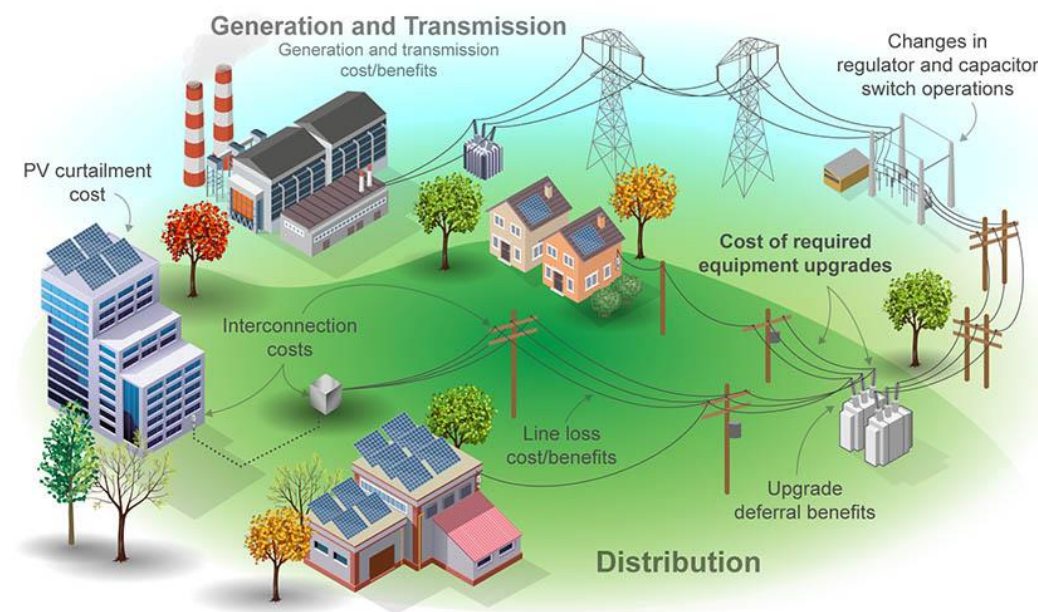 Generation and Transmission
Generation and transmission
cost/benefits
Changes in
regulator and capacitor
switch operations
PV curtailment
cost
Cost of required
equipment upgrades
Interconnection
costs
Line loss
cost/benefits
Upgrade
deferral benefits
Distribution